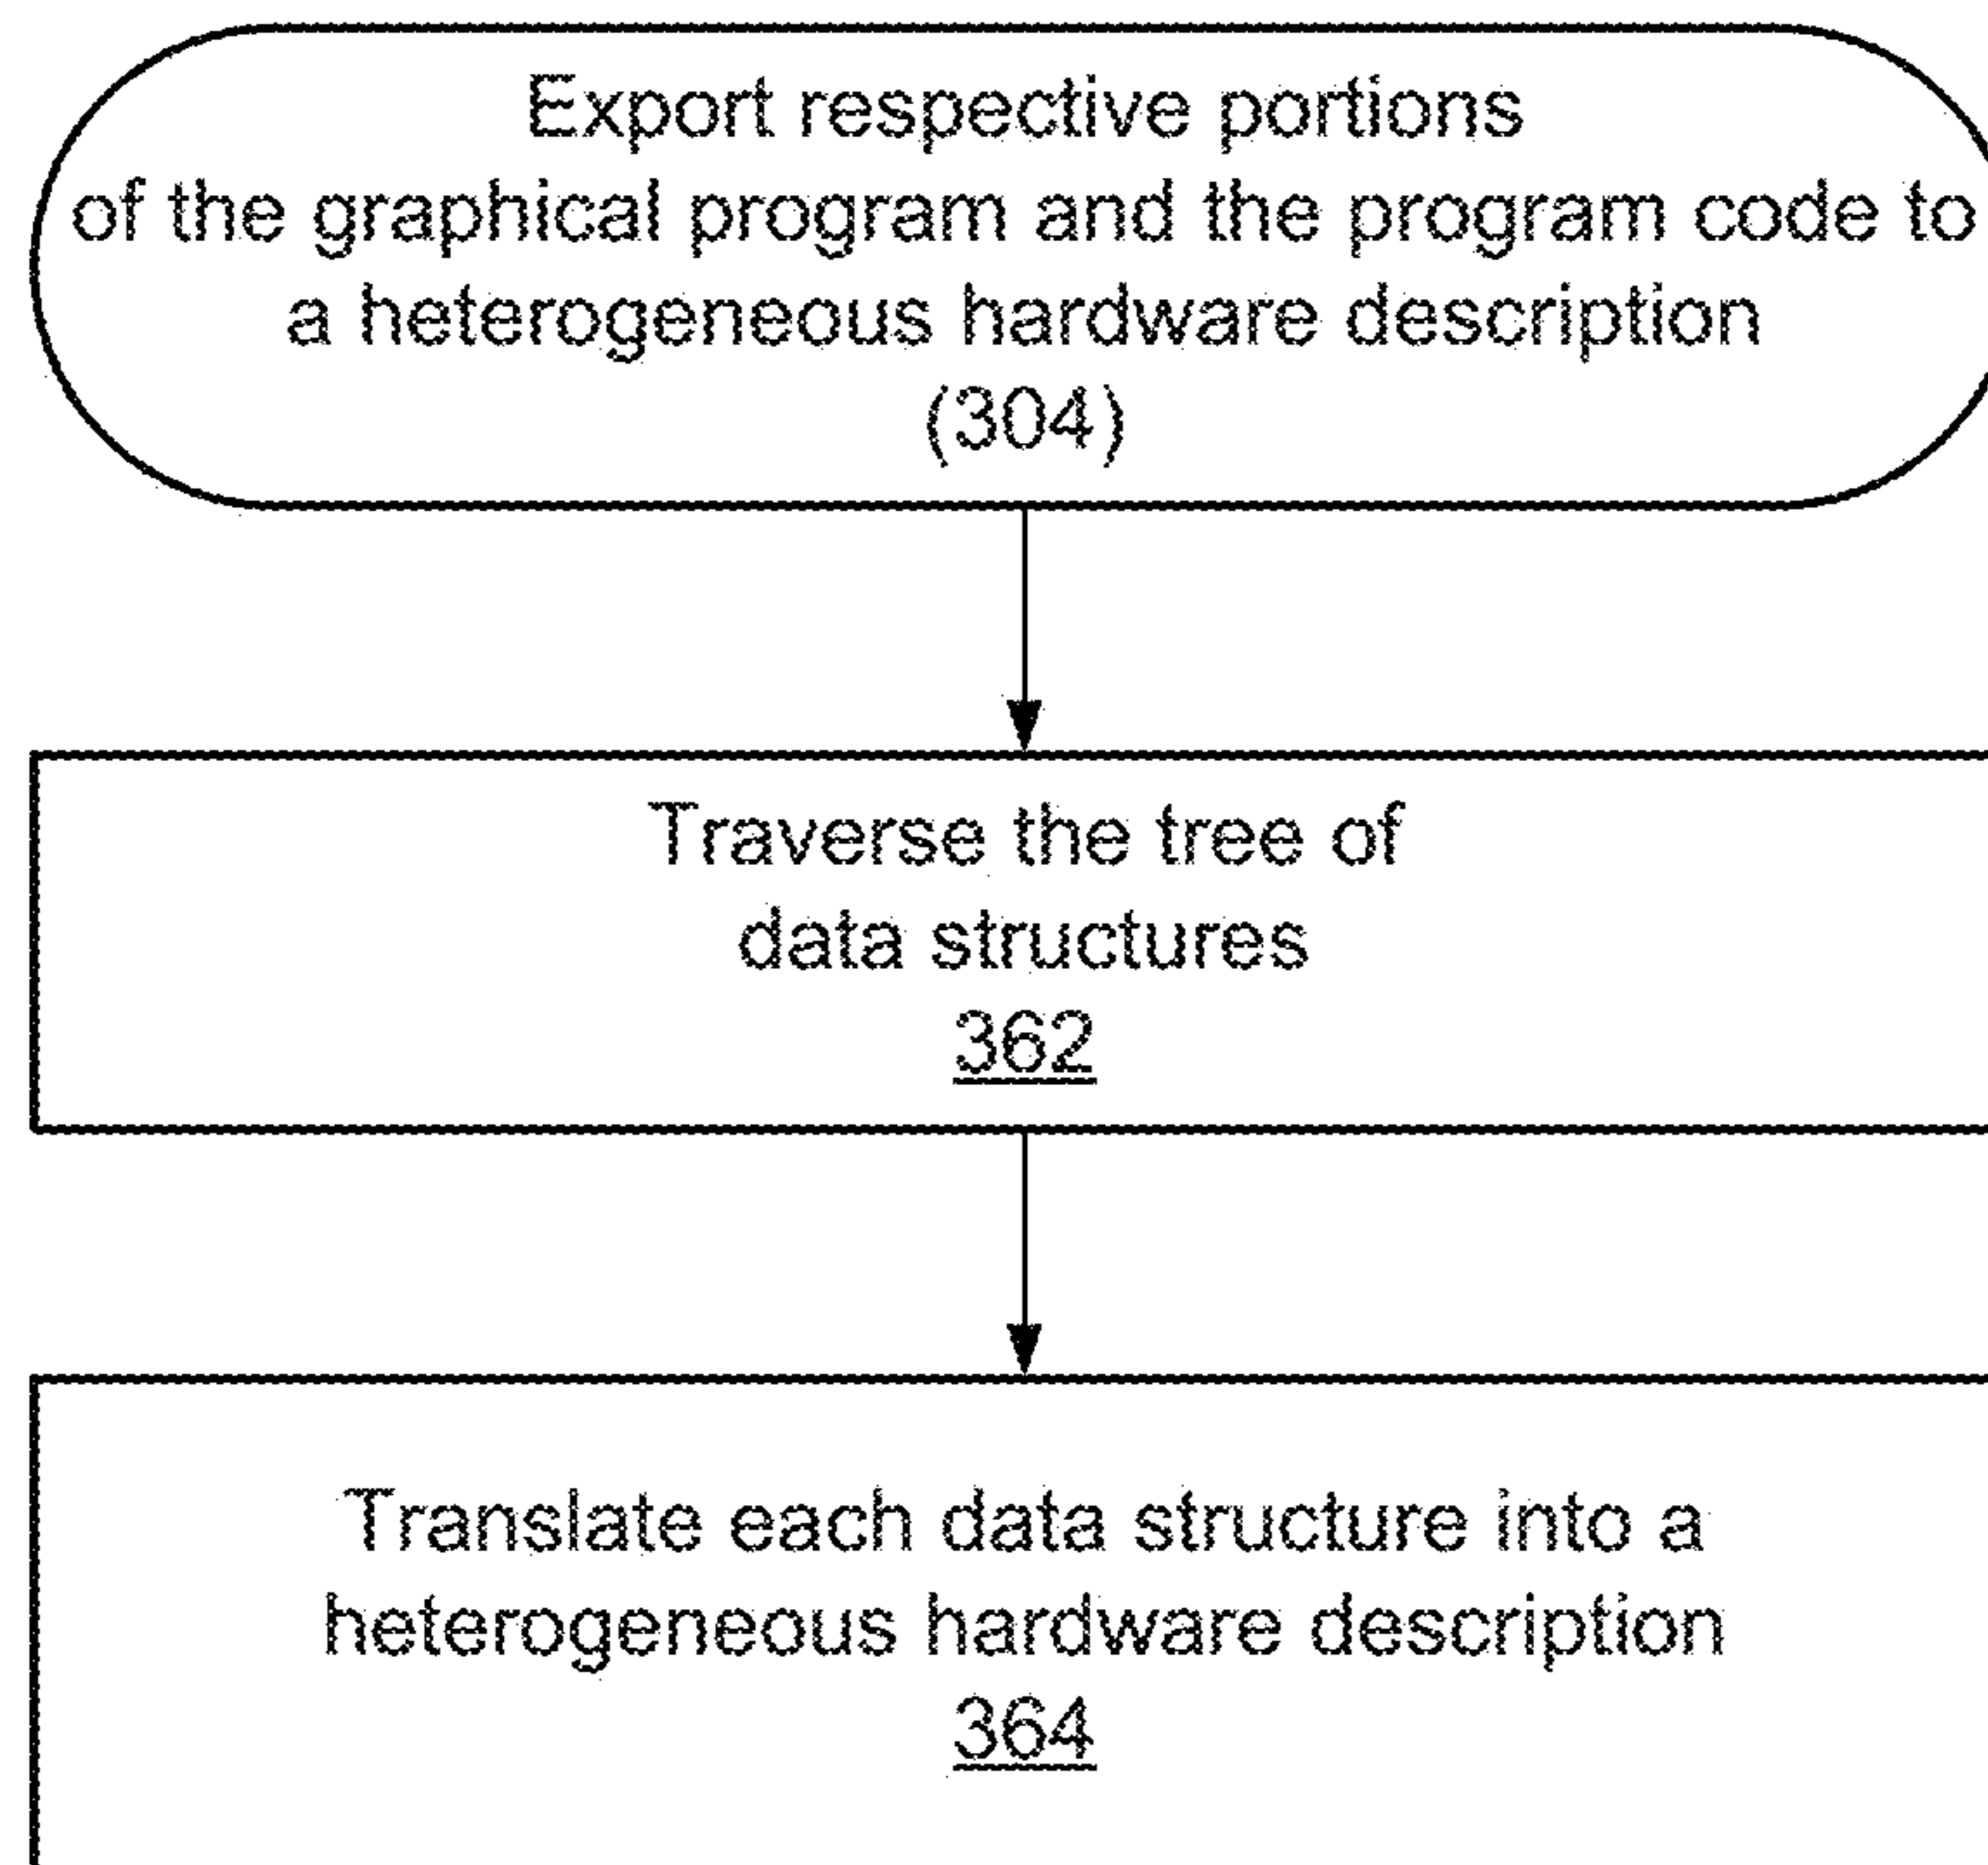 Export respective portions
of the graphical program and the program code to
a heterogeneous hardware description
(304)
Traverse the tree of
data structures
362
Translate each data structure into a
heterogeneous hardware description
364